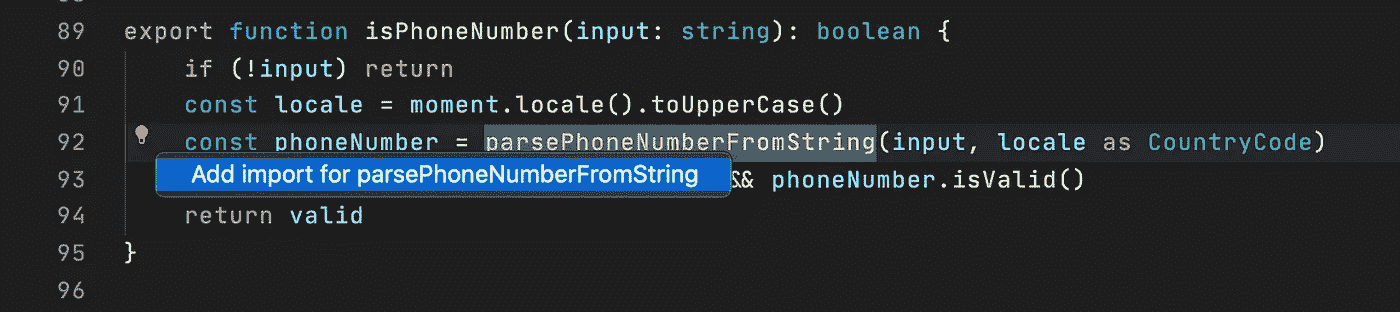 89 export function isPhoneNumber(input: string): boolean {
90 if (!input) return
91 const locale = moment.locale().toUpperCase()
92 const phoneNumber = parsePhoneNumberFromString(input, locale as CountryCode)
Add import for parsePhoneNumberFromString
93 && phoneNumber.isValid()
94 return valid
95 }
96